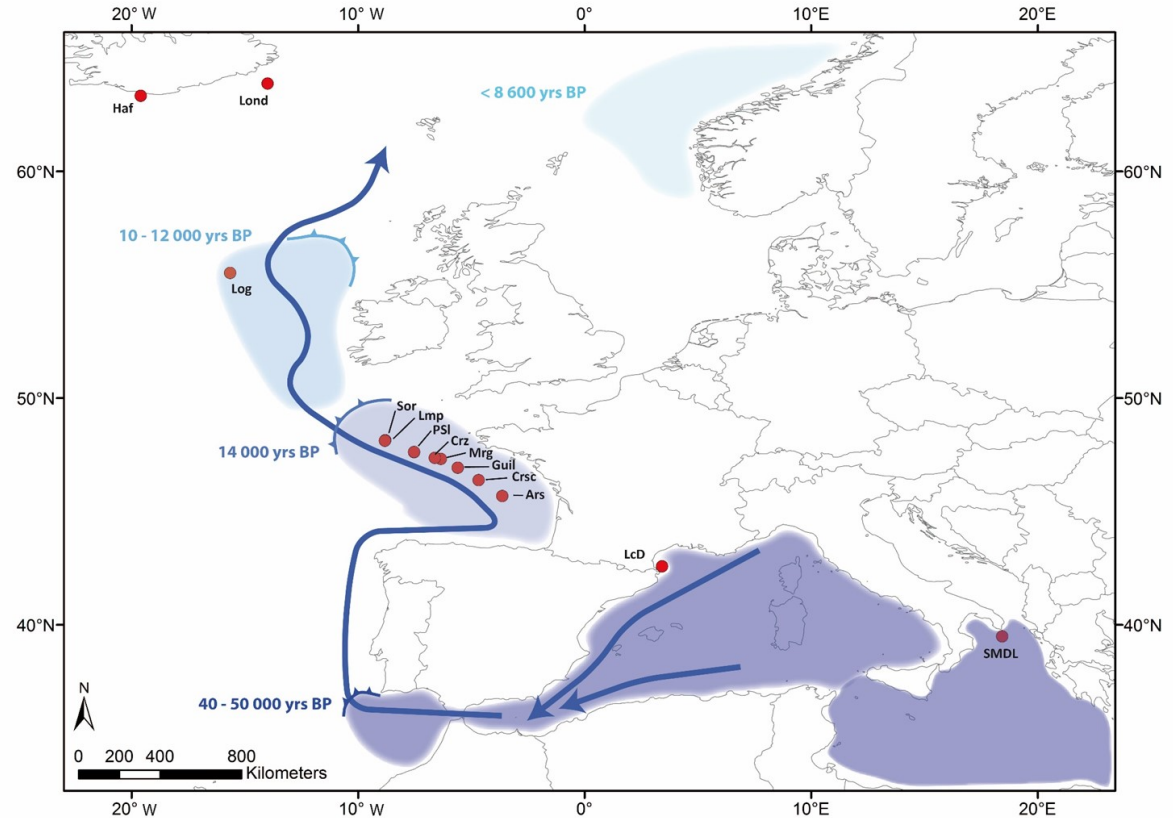 20° W
10° W
0°
10°E
20°E
Haf
Lond
< 8 600 yrs BP
60°N
60°N
10 - 12 000 yrs BP
Log
50°N
50°N
Sor
Lmp
PSl
Crz
Mrg
14 000 yrs BP
Guil
Crsc
Ars
LcD
40°N
40°N
SMDL
40 - 50 000 yrs BP
N
0 200 400 800
Kilometers
20° W
10° W
0°
10°E
20°E